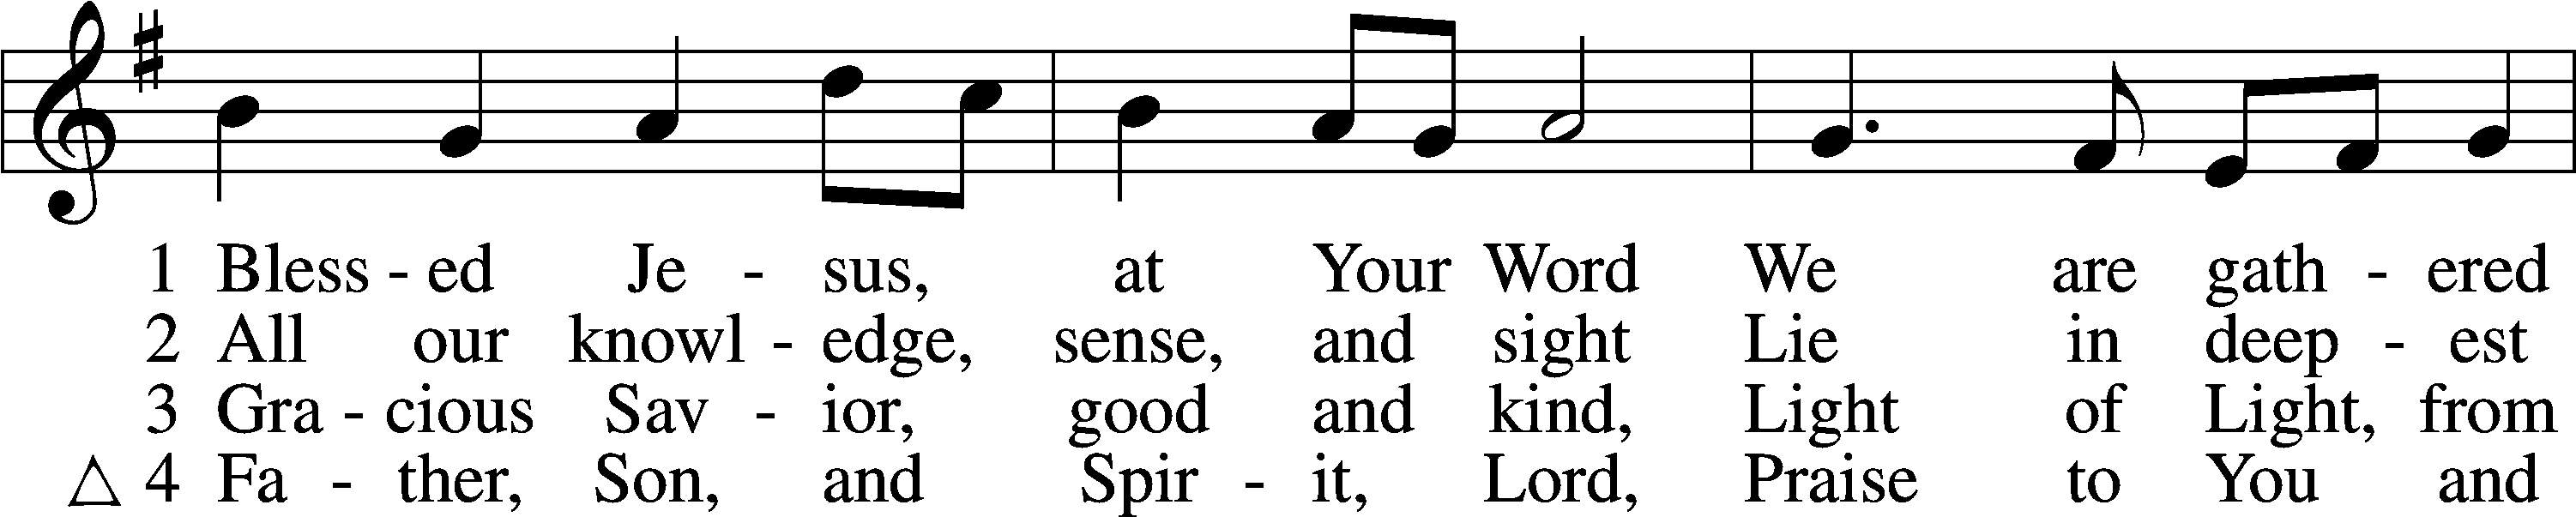 1 Bless - ed Je - sus, at Your Word We are gath - ered
2 All our knowl - edge, sense, and sight Lie in deep - est
3 Gra - cious Sav - ior, good and kind, Light of Light, from
△ 4 Fa - ther, Son, and Spir - it, Lord, Praise to You and